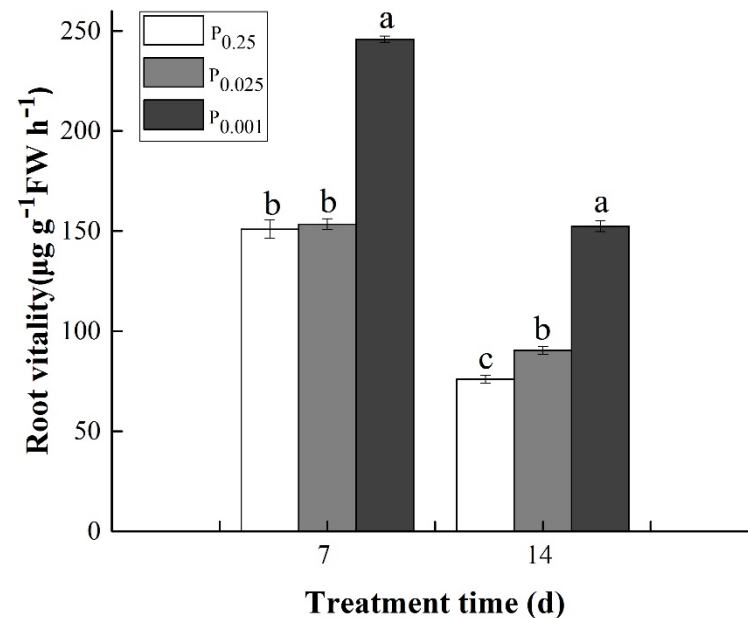 Root vitality(μg g⁻¹FW h⁻¹)
250
200
150
100
50
0
P0.25
P0.025
P0.001
b
b
a
c
b
a
7
14
Treatment time (d)